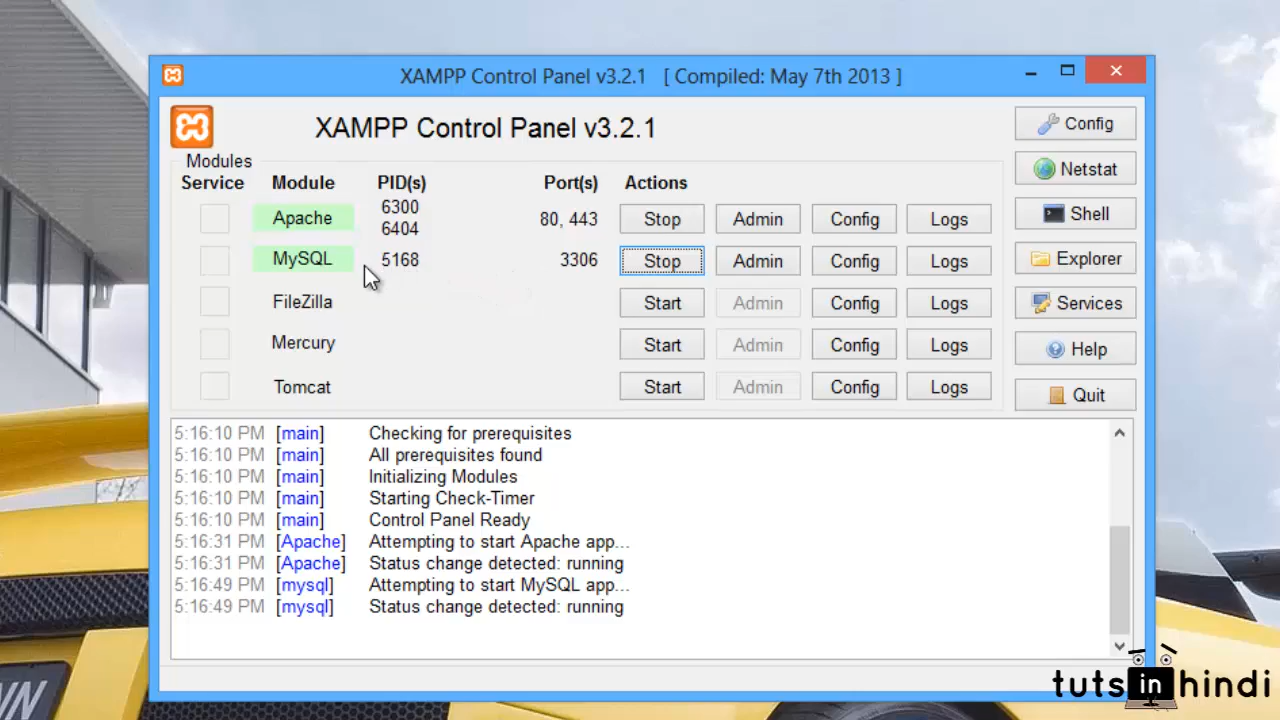 XAMPP Control Panel v3.2.1 [ Compiled: May 7th 2013 ]
XAMPP Control Panel v3.2.1
Config
Modules
Service Module PID(s) Port(s) Actions
Netstat
Apache 6300 6404 80, 443 Stop Admin Config Logs
Shell
MySQL 5168 3306 Stop Admin Config Logs
Explorer
FileZilla Start Admin Config Logs
Services
Mercury Start Admin Config Logs
Help
Tomcat Start Admin Config Logs
Quit
5:16:10 PM [main] Checking for prerequisites
5:16:10 PM [main] All prerequisites found
5:16:10 PM [main] Initializing Modules
5:16:10 PM [main] Starting Check-Timer
5:16:10 PM [main] Control Panel Ready
5:16:31 PM [Apache] Attempting to start Apache app...
5:16:31 PM [Apache] Status change detected: running
5:16:49 PM [mysql] Attempting to start MySQL app...
5:16:49 PM [mysql] Status change detected: running
tuts in hindi